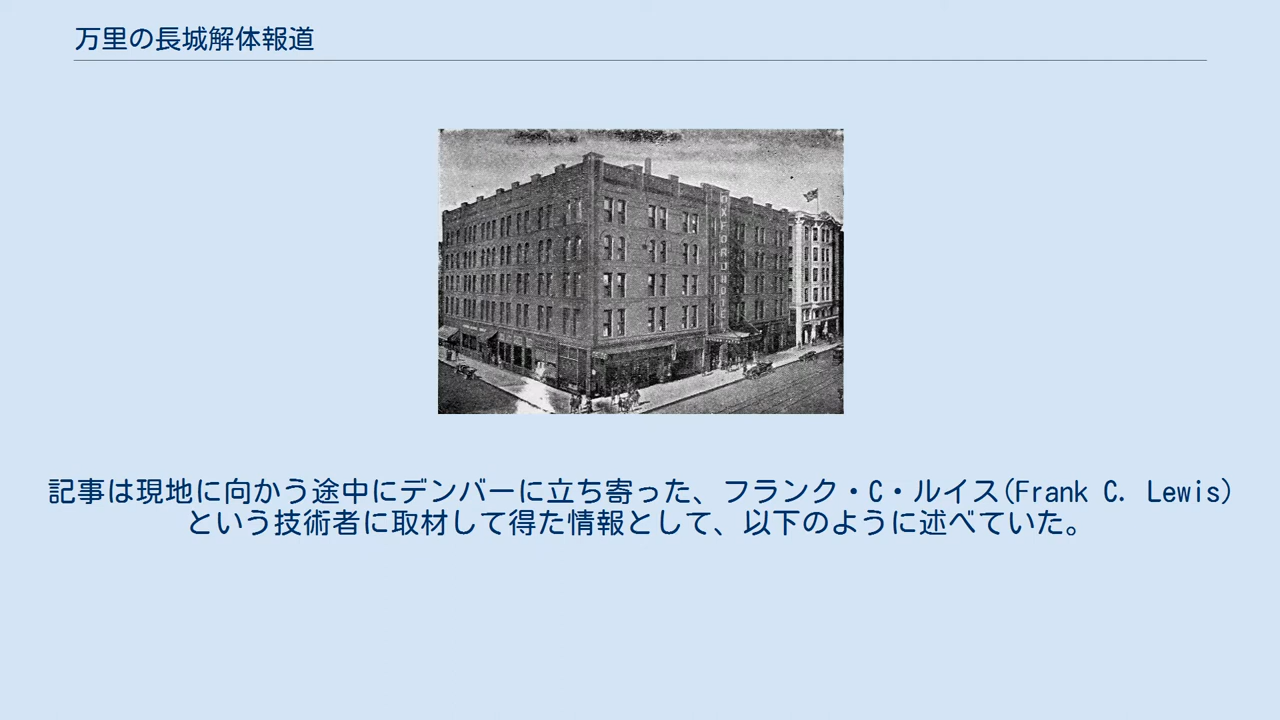 万里の長城解体報道
OXFORD HOTEL
記事は現地に向かう途中にデンバーに立ち寄った、フランク・C・ルイス(Frank C. Lewis)
という技術者に取材して得た情報として、以下のように述べていた。